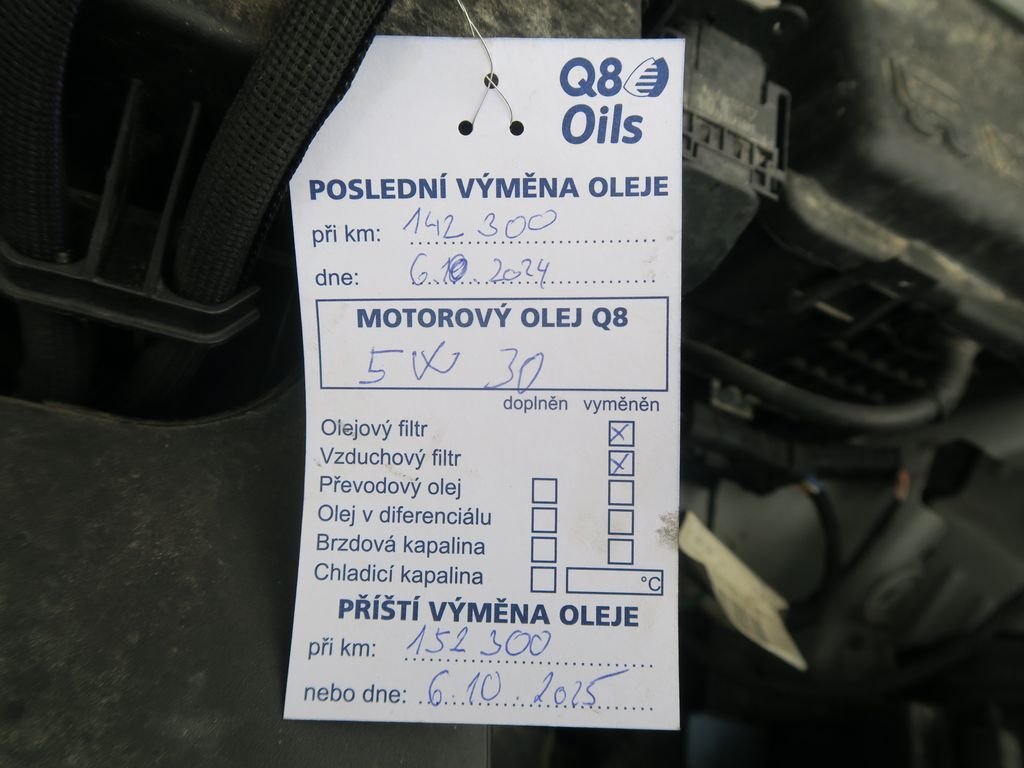 Q8
Oils
POSLEDNÍ VÝMĚNA OLEJE
při km: 142 300
dne: 6.10.2024
MOTOROVÝ OLEJ Q8
5W 30
doplněn vyměněn
Olejový filtr
Vzduchový filtr
Převodový olej
Olej v diferenciálu
Brzdová kapalina
Chladicí kapalina °C
PŘÍŠTÍ VÝMĚNA OLEJE
při km: 152 300
nebo dne: 6.10.2025